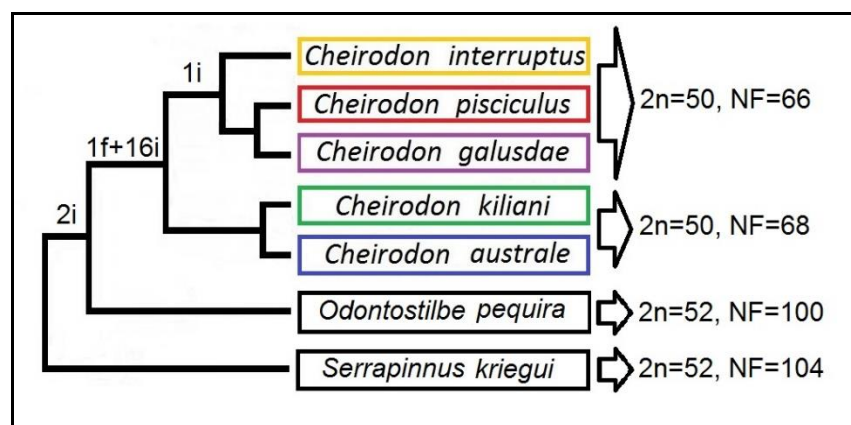 1i
Cheirodon interruptus
Cheirodon pisciculus
2n=50, NF=66
1f+16i
Cheirodon galusdae
2i
Cheirodon kiliani
2n=50, NF=68
Cheirodon australe
Odontostilbe pequira
2n=52, NF=100
Serrapinnus kriegui
2n=52, NF=104